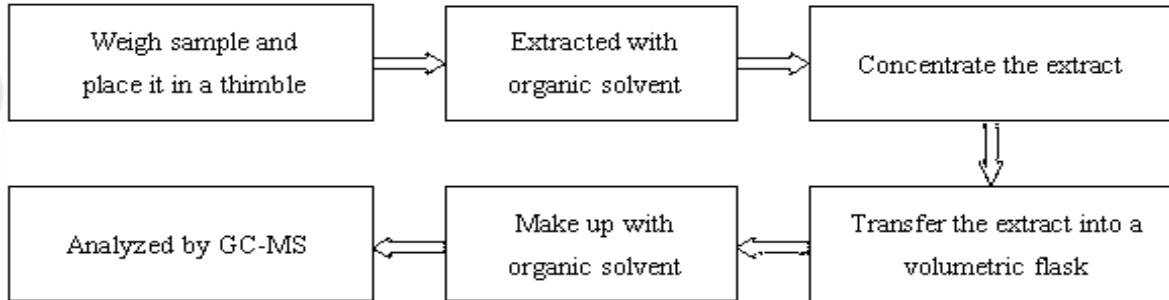 Weigh sample and
place it in a thimble
Extracted with
organic solvent
Concentrate the extract
Transfer the extract into a
volumetric flask
Make up with
organic solvent
Analyzed by GC-MS